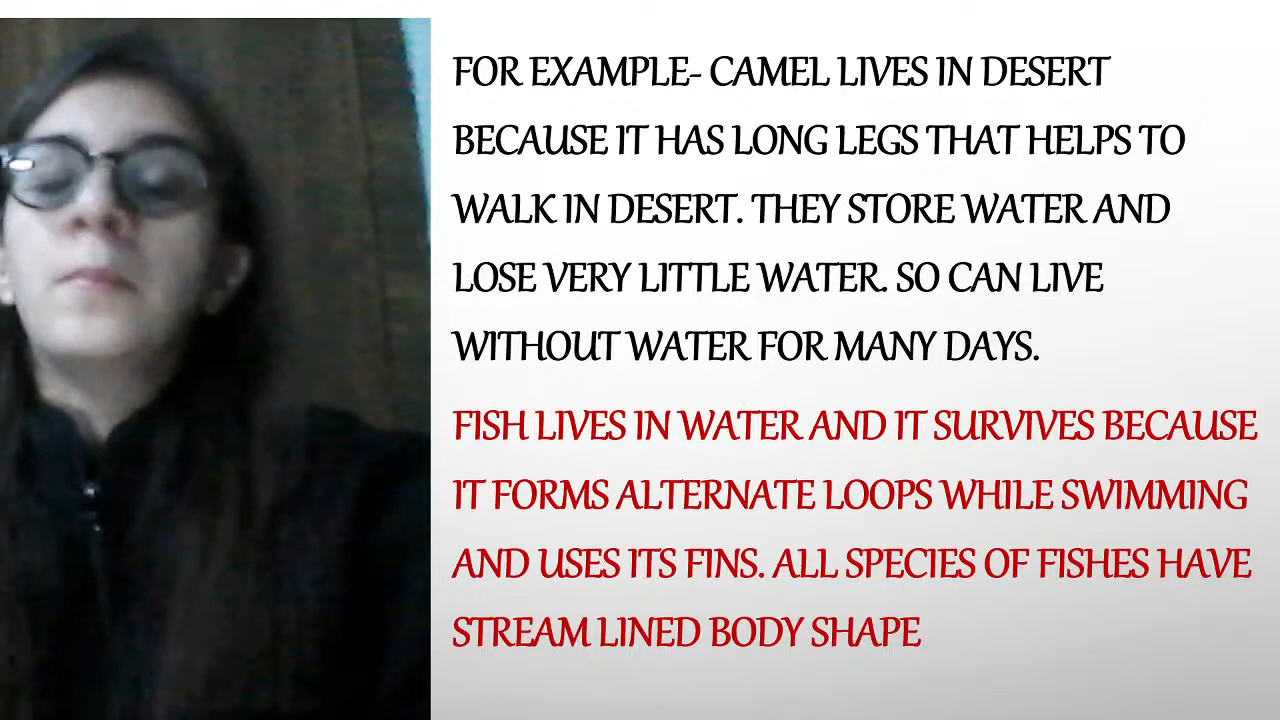 FOR EXAMPLE- CAMEL LIVES IN DESERT
BECAUSE IT HAS LONG LEGS THAT HELPS TO
WALK IN DESERT. THEY STORE WATER AND
LOSE VERY LITTLE WATER. SO CAN LIVE
WITHOUT WATER FOR MANY DAYS.
FISH LIVES IN WATER AND IT SURVIVES BECAUSE
IT FORMS ALTERNATE LOOPS WHILE SWIMMING
AND USES ITS FINS. ALL SPECIES OF FISHES HAVE
STREAM LINED BODY SHAPE